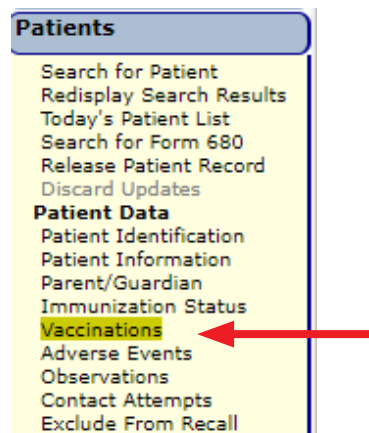 Patients
Search for Patient
Redisplay Search Results
Today's Patient List
Search for Form 680
Release Patient Record
Discard Updates
Patient Data
Patient Identification
Patient Information
Parent/Guardian
Immunization Status
Vaccinations
Adverse Events
Observations
Contact Attempts
Exclude From Recall